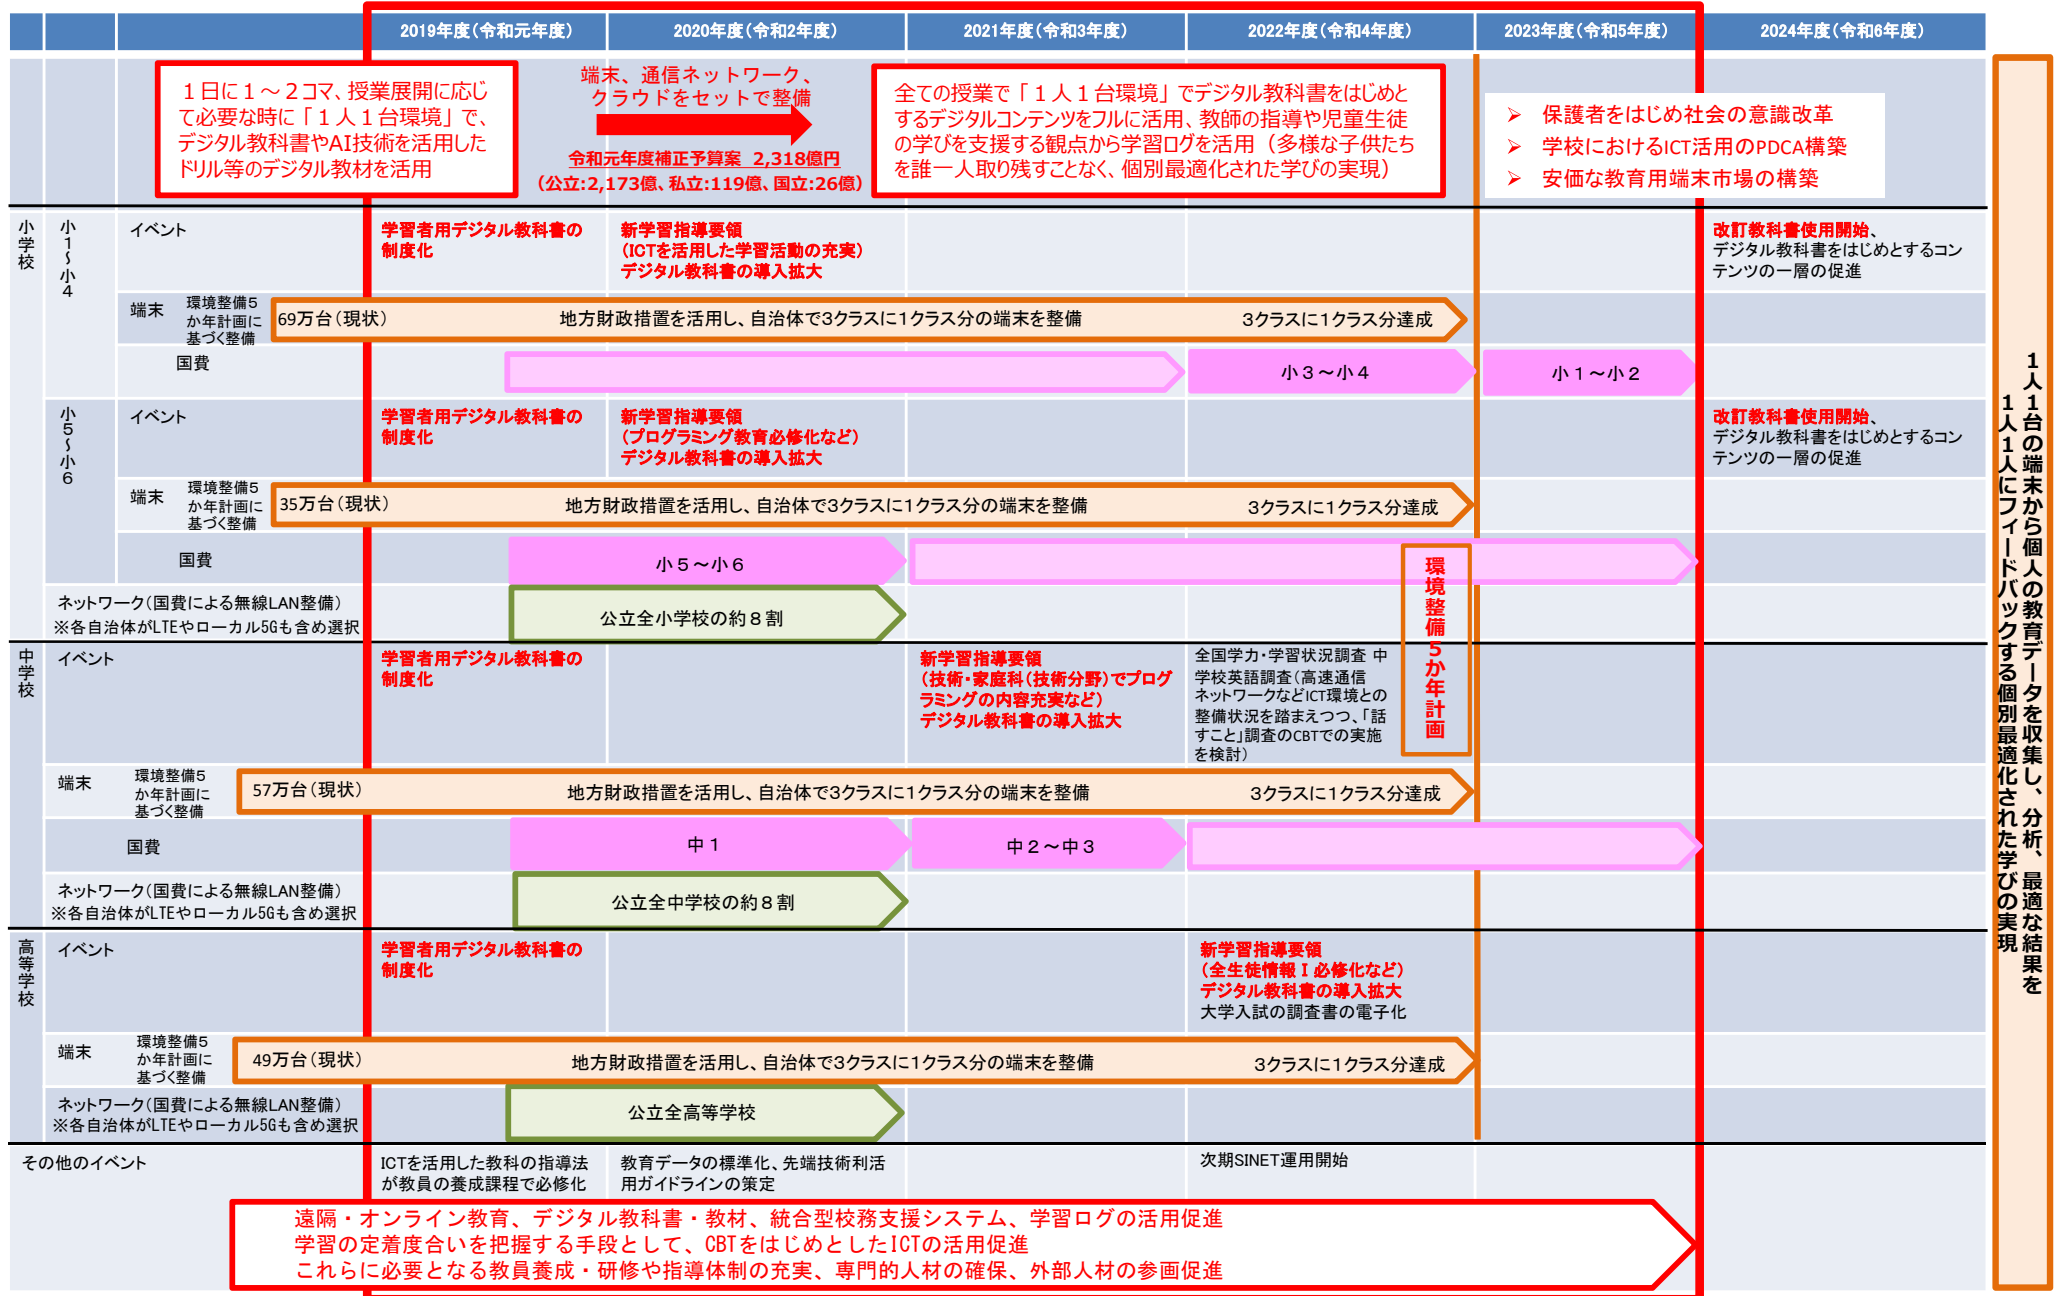 2019年度(令和元年度)
2020年度(令和2年度)
2021年度(令和3年度)
2022年度(令和4年度)
2023年度(令和5年度)
2024年度(令和6年度)
１日に１～２コマ、授業展開に応じ
て必要な時に「１人１台環境」で、
デジタル教科書やAI技術を活用した
ドリル等のデジタル教材を活用
端末、通信ネットワーク、
クラウドをセットで整備
令和元年度補正予算案 2,318億円
(公立:2,173億、私立:119億、国立:26億)
全ての授業で「１人１台環境」でデジタル教科書をはじめと
するデジタルコンテンツをフルに活用、教師の指導や児童生徒
の学びを支援する観点から学習ログを活用（多様な子供たち
を誰一人取り残すことなく、個別最適化された学びの実現）
➢ 保護者をはじめ社会の意識改革
➢ 学校におけるICT活用のPDCA構築
➢ 安価な教育用端末市場の構築
小学校
小1～小4
イベント
学習者用デジタル教科書の
制度化
新学習指導要領
(ICTを活用した学習活動の充実)
デジタル教科書の導入拡大
改訂教科書使用開始、
デジタル教科書をはじめとするコン
テンツの一層の促進
端末
環境整備5
か年計画に
基づく整備
69万台(現状)
地方財政措置を活用し、自治体で3クラスに1クラス分の端末を整備
3クラスに1クラス分達成
国費
小３～小４
小１～小２
小5～小6
イベント
学習者用デジタル教科書の
制度化
新学習指導要領
(プログラミング教育必修化など)
デジタル教科書の導入拡大
改訂教科書使用開始、
デジタル教科書をはじめとするコン
テンツの一層の促進
端末
環境整備5
か年計画に
基づく整備
35万台(現状)
地方財政措置を活用し、自治体で3クラスに1クラス分の端末を整備
3クラスに1クラス分達成
国費
小５～小６
環境整備5か年計画
ネットワーク(国費による無線LAN整備)
※各自治体がLTEやローカル5Gも含め選択
公立全小学校の約８割
中学校
イベント
学習者用デジタル教科書の
制度化
新学習指導要領
(技術・家庭科(技術分野)でプログ
ラミングの内容充実など)
デジタル教科書の導入拡大
全国学力・学習状況調査 中
学校英語調査(高速通信
ネットワークなどICT環境との
整備状況を踏まえつつ、「話
すこと」調査のCBTでの実施
を検討)
端末
環境整備5
か年計画に
基づく整備
57万台(現状)
地方財政措置を活用し、自治体で3クラスに1クラス分の端末を整備
3クラスに1クラス分達成
国費
中１
中２～中３
ネットワーク(国費による無線LAN整備)
※各自治体がLTEやローカル5Gも含め選択
公立全中学校の約８割
高等学校
イベント
学習者用デジタル教科書の
制度化
新学習指導要領
(全生徒情報Ⅰ必修化など)
デジタル教科書の導入拡大
大学入試の調査書の電子化
端末
環境整備5
か年計画に
基づく整備
49万台(現状)
地方財政措置を活用し、自治体で3クラスに1クラス分の端末を整備
3クラスに1クラス分達成
ネットワーク(国費による無線LAN整備)
※各自治体がLTEやローカル5Gも含め選択
公立全高等学校
その他のイベント
ICTを活用した教科の指導法
が教員の養成課程で必修化
教育データの標準化、先端技術利活
用ガイドラインの策定
次期SINET運用開始
遠隔・オンライン教育、デジタル教科書・教材、統合型校務支援システム、学習ログの活用促進
学習の定着度合いを把握する手段として、CBTをはじめとしたICTの活用促進
これらに必要となる教員養成・研修や指導体制の充実、専門的人材の確保、外部人材の参画促進
1人1台の端末から個人の教育データを収集し、分析、最適な結果を
1人1人にフィードバックする個別最適化された学びの実現